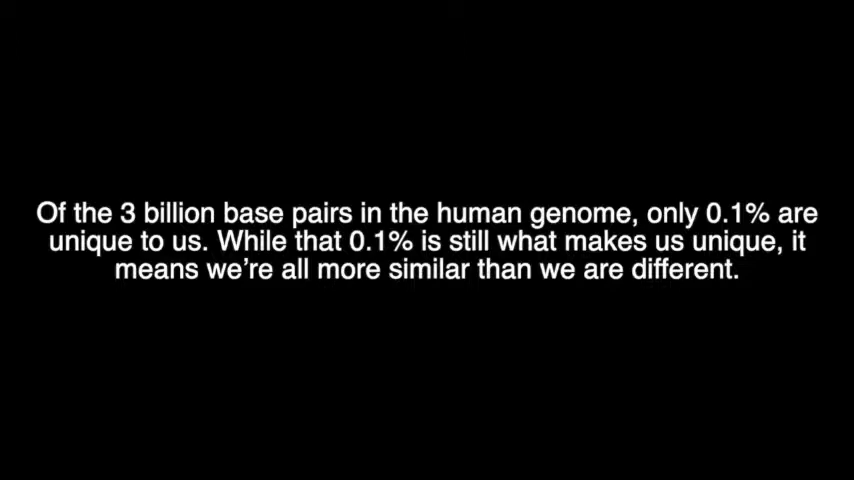 Of the 3 billion base pairs in the human genome, only 0.1% are
unique to us. While that 0.1% is still what makes us unique, it
means we’re all more similar than we are different.